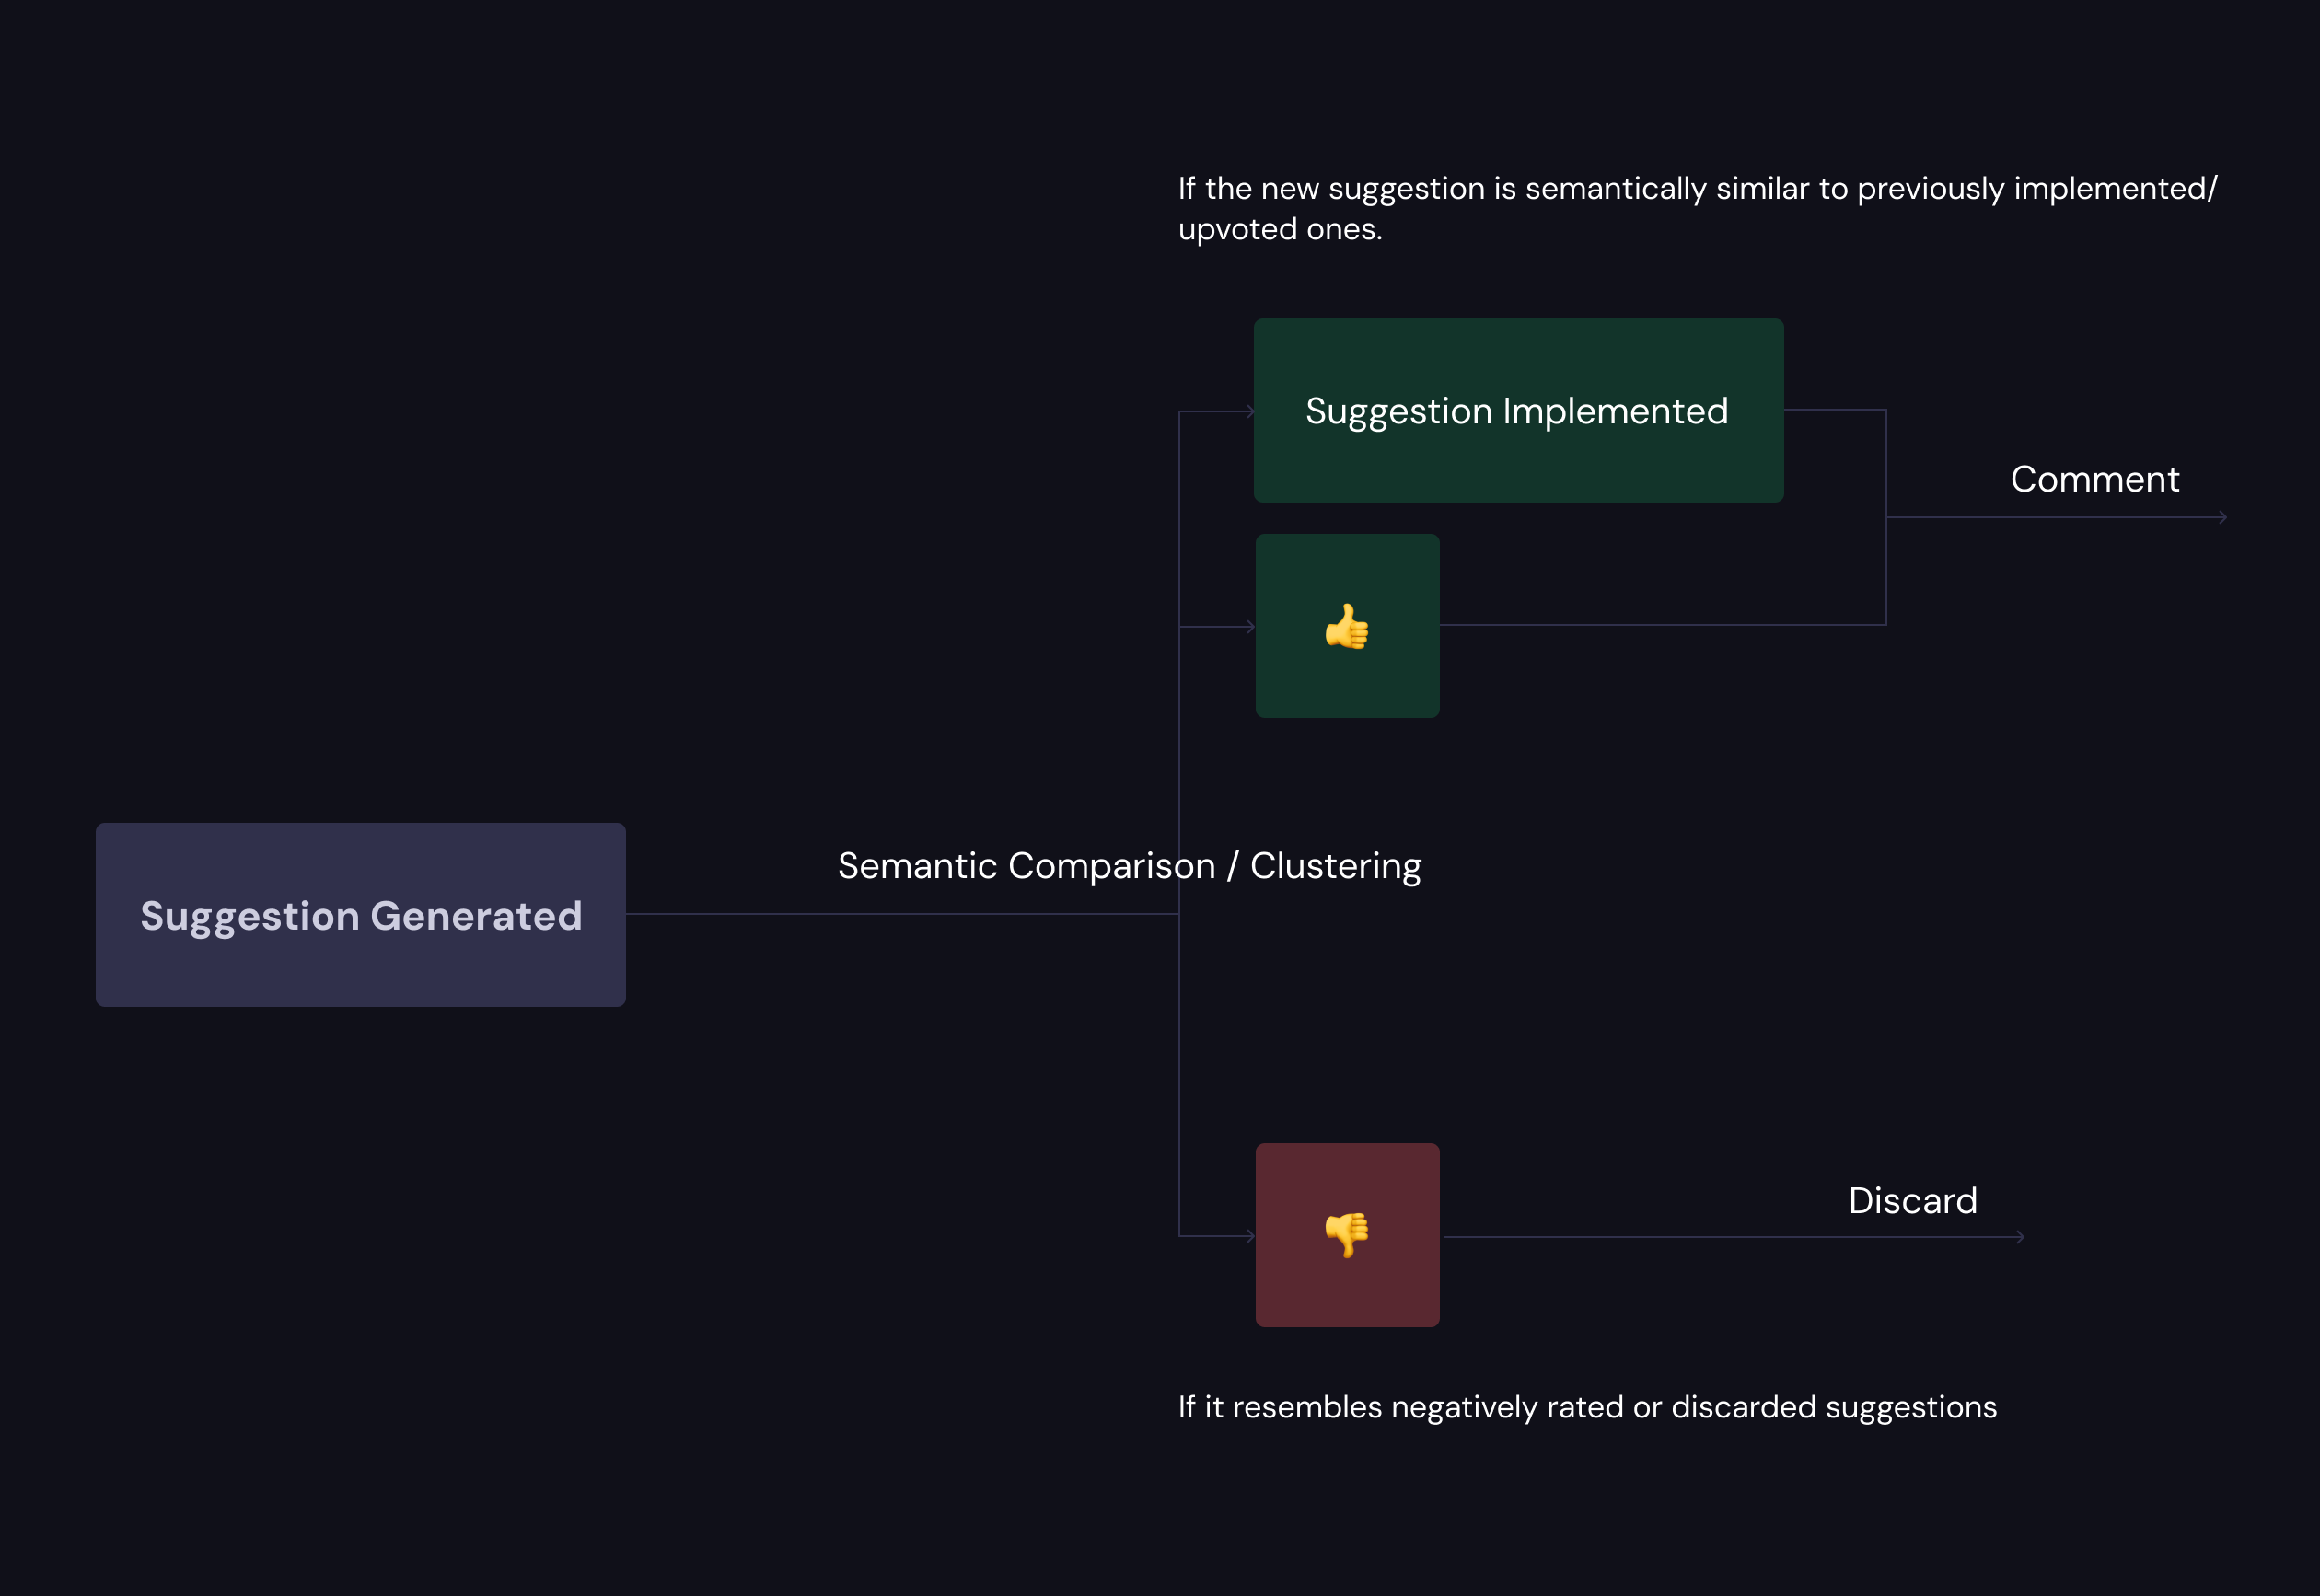 If the new suggestion is semantically similar to previously implemented/
upvoted ones.
Suggestion Implemented
Comment
👍
Semantic Comparison / Clustering
Suggestion Generated
👎
Discard
If it resembles negatively rated or discarded suggestions